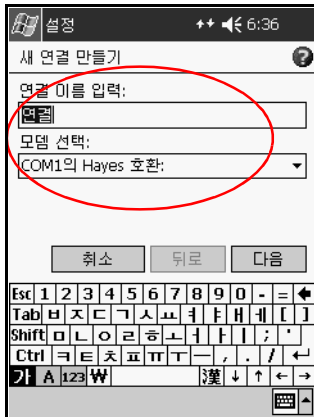 설정 6:36
새 연결 만들기
연결 이름 입력:
연결
모뎀 선택:
COM1의 Hayes 호환:
취소 뒤로 다음
Esc 1 2 3 4 5 6 7 8 9 0 - =
Tab ㅂ ㅈ ㄷ ㄱ ㅅ ㅛ ㅕ ㅑ ㅐ ㅔ [ ]
Shift ㅁ ㄴ ㅇ ㄹ ㅎ ㅗ ㅓ ㅏ ㅣ ; '
Ctrl ㅋ ㅌ ㅊ ㅍ ㅠ ㅜ ㅡ , . /
가 A 123 ₩ 漢 ↓ ↑ ← →